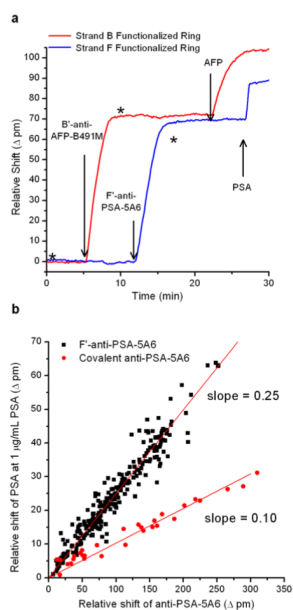 a
Strand B Functionalized Ring
Strand F Functionalized Ring
110
100
90
80
70
60
50
40
30
20
10
0
Relative Shift (Δ pm)
AFP
*
B'-anti-
AFP-B491M
*
F'-anti-
PSA-5A6
PSA
*
0
5
10
15
20
25
30
Time (min)
b
70
60
50
40
30
20
10
0
Relative shift of PSA at 1 μg/mL PSA (Δ pm)
F'-anti-PSA-5A6
Covalent anti-PSA-5A6
slope = 0.25
slope = 0.10
0
50
100
150
200
250
300
350
Relative shift of anti-PSA-5A6 (Δ pm)